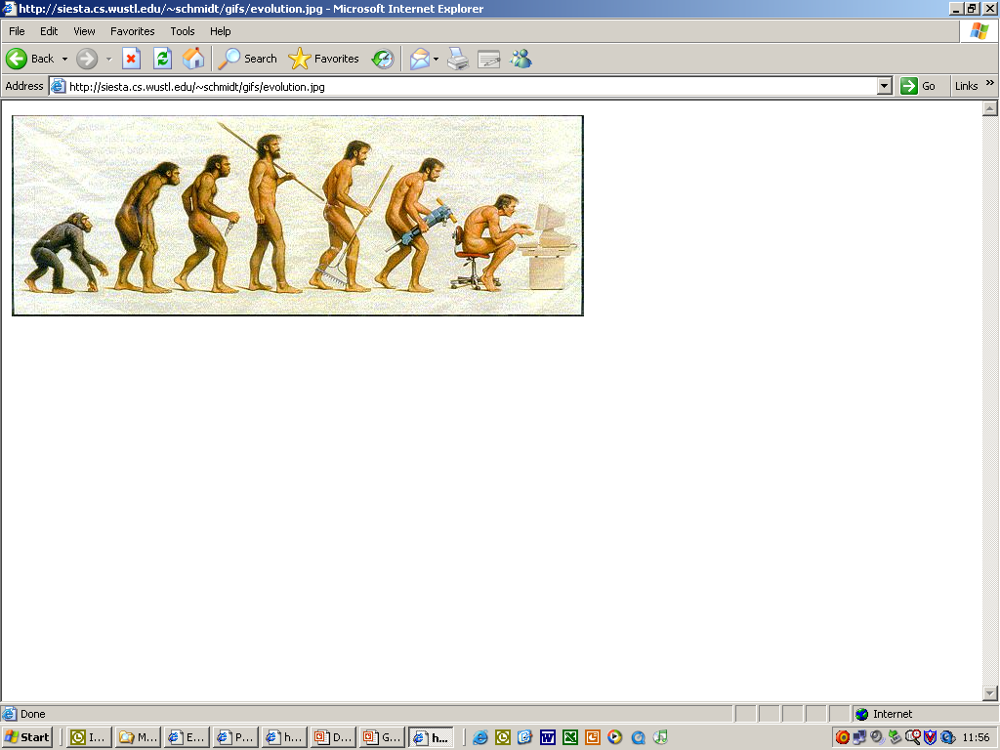 http://siesta.cs.wustl.edu/~schmidt/gifs/evolution.jpg - Microsoft Internet Explorer
File Edit View Favorites Tools Help
Back Search Favorites
Address http://siesta.cs.wustl.edu/~schmidt/gifs/evolution.jpg Go Links »
Done Internet
Start I... M... E... P... h... D... G... h... 11:56